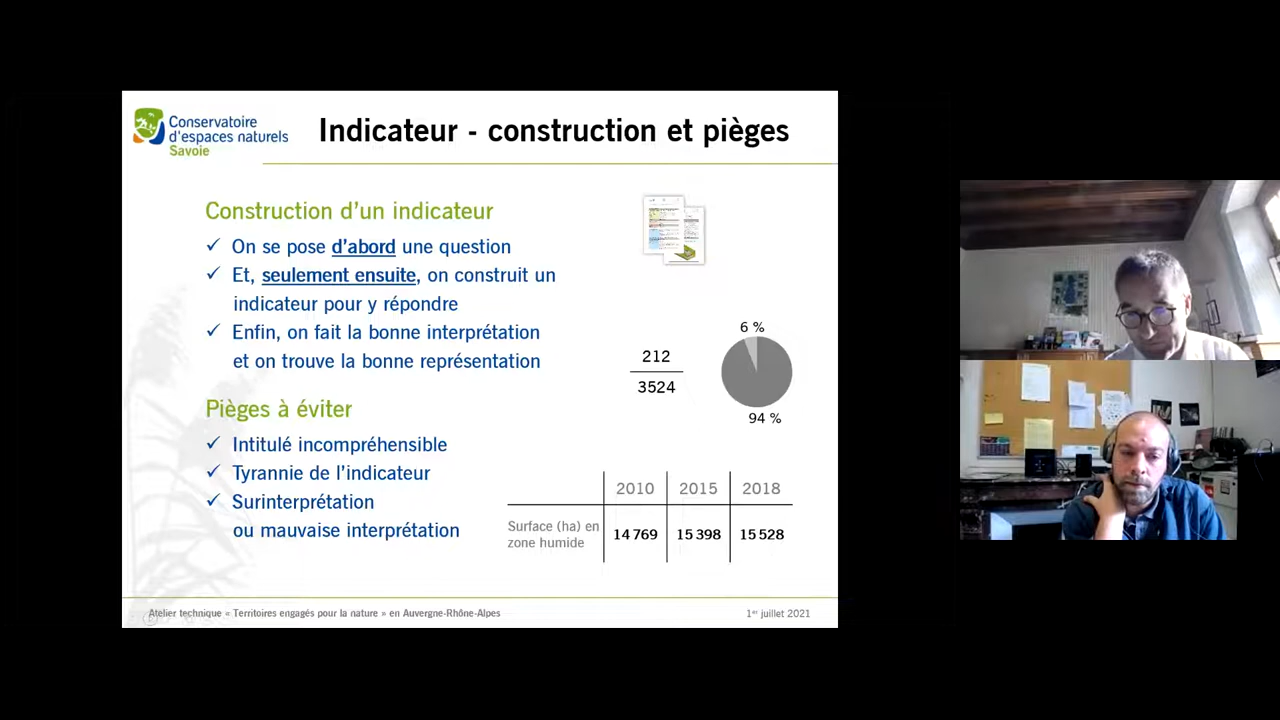 Conservatoire
d'espaces naturels
Savoie
Indicateur - construction et pièges
Construction d'un indicateur
✓ On se pose d'abord une question
✓ Et, seulement ensuite, on construit un
indicateur pour y répondre
✓ Enfin, on fait la bonne interprétation
et on trouve la bonne représentation
Pièges à éviter
✓ Intitulé incompréhensible
✓ Tyrannie de l'indicateur
✓ Surinterprétation
ou mauvaise interprétation
6 %
212
3524
94 %
2010 2015 2018
Surface (ha) en
zone humide
14 769 15 398 15 528
Atelier technique « Territoires engagés pour la nature » en Auvergne-Rhône-Alpes
1er juillet 2021